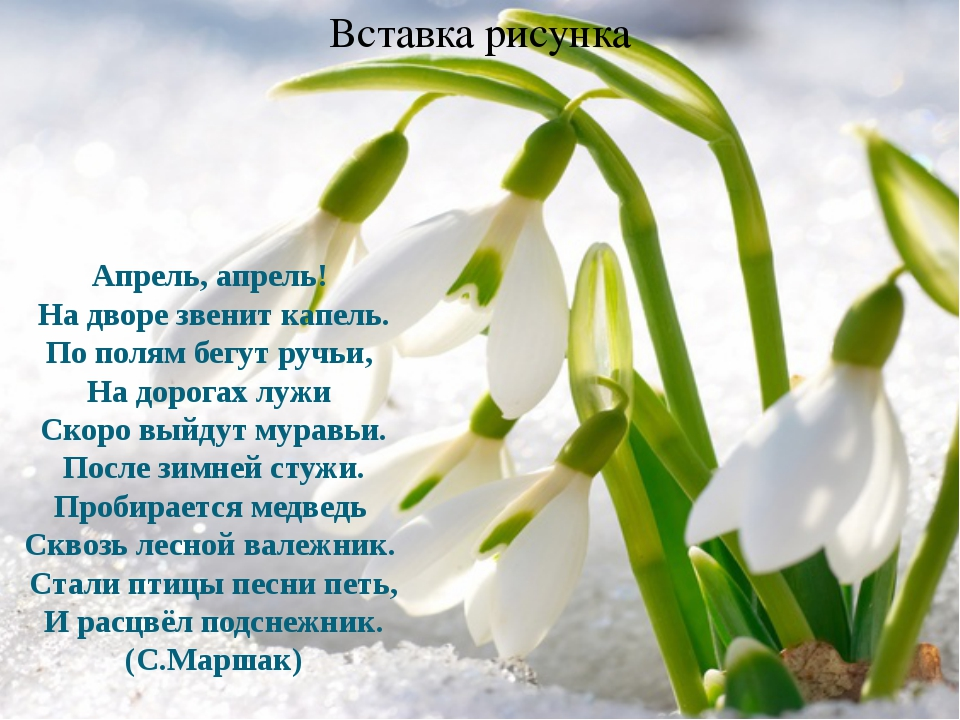 Вставка рисунка
Апрель, апрель!
На дворе звенит капель.
По полям бегут ручьи,
На дорогах лужи
Скоро выйдут муравьи.
После зимней стужи.
Пробирается медведь
Сквозь лесной валежник.
Стали птицы песни петь,
И расцвёл подснежник.
(С.Маршак)